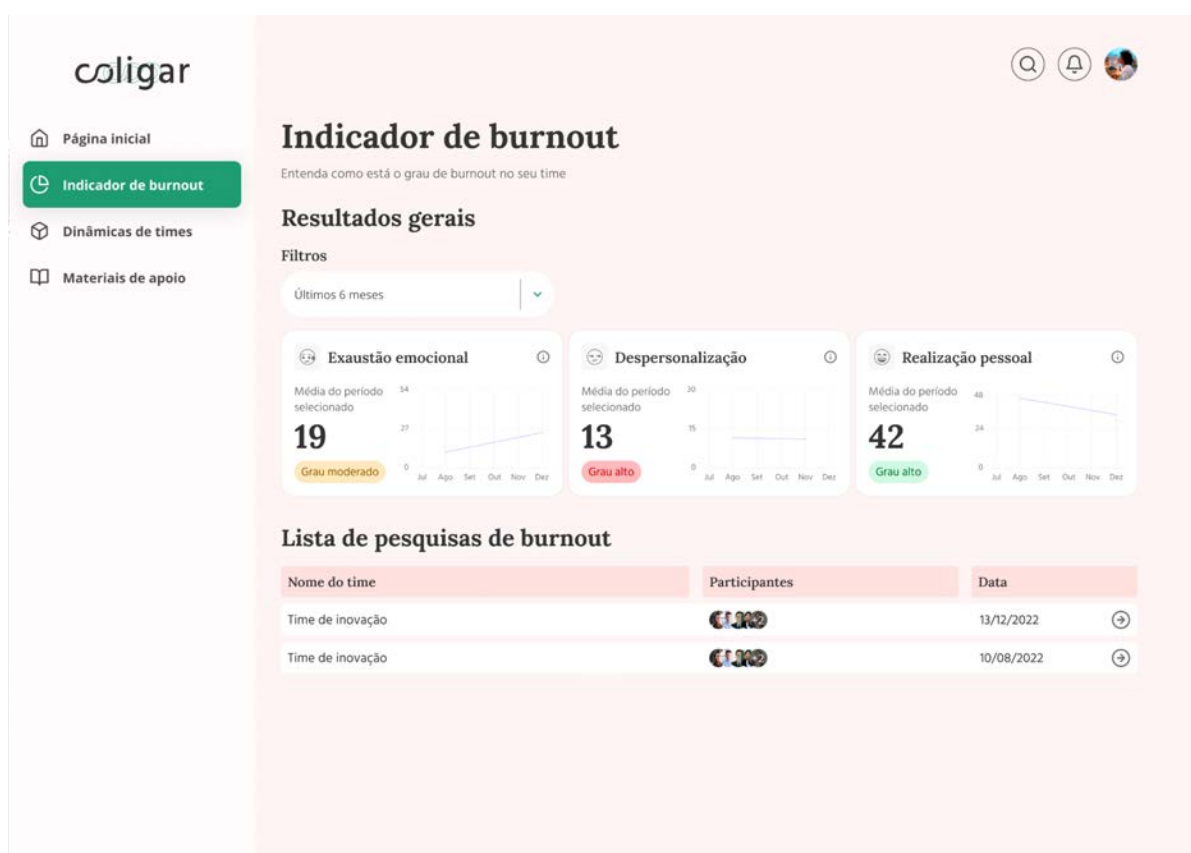 coligar
Página inicial
Indicador de burnout
Dinâmicas de times
Materiais de apoio
Indicador de burnout
Entenda como está o grau de burnout no seu time
Resultados gerais
Filtros
Últimos 6 meses
Exaustão emocional
Média do período
selecionado
19
Grau moderado
54
27
0
Jul Ago Set Out Nov Dez
Despersonalização
Média do período
selecionado
13
Grau alto
30
15
0
Jul Ago Set Out Nov Dez
Realização pessoal
Média do período
selecionado
42
Grau alto
48
24
0
Jul Ago Set Out Nov Dez
Lista de pesquisas de burnout
Nome do time Participantes Data
Time de inovação +2 13/12/2022
Time de inovação +2 10/08/2022